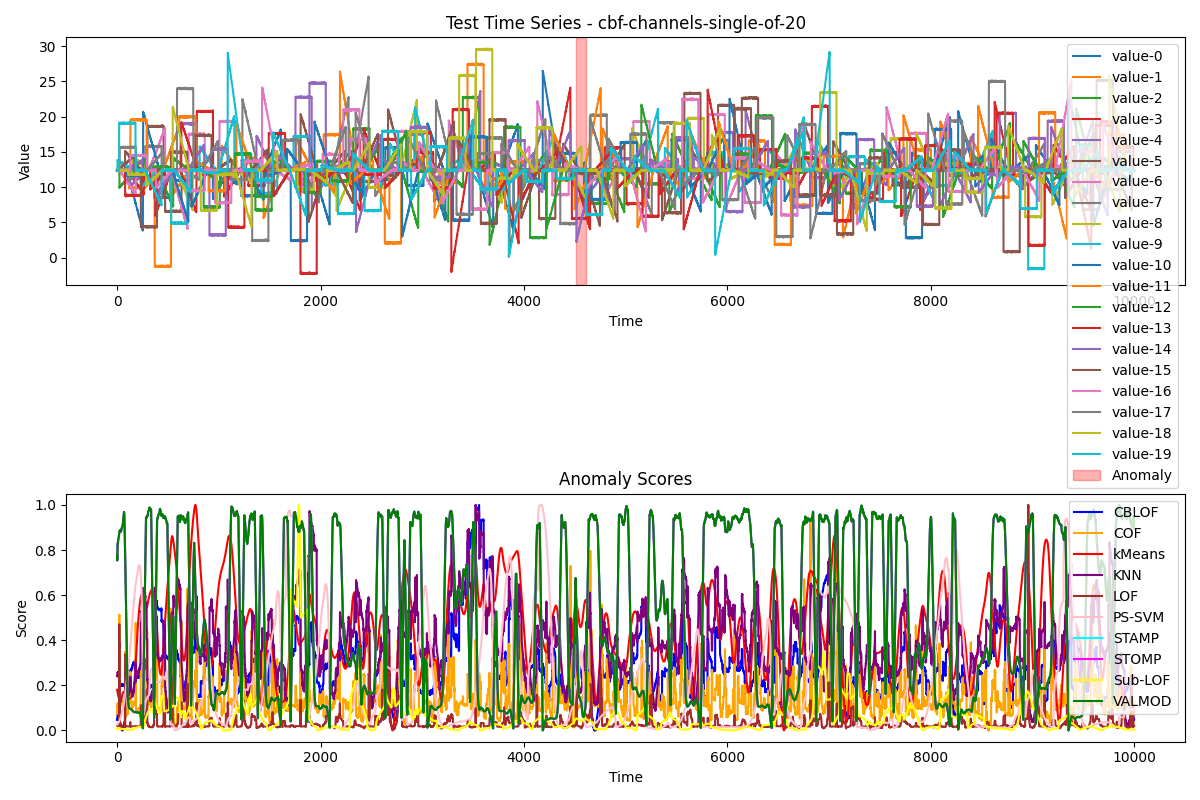 Test Time Series - cbf-channels-single-of-20
30
25
20
15
10
5
0
Value
0
2000
4000
6000
8000
10000
Time
value-0
value-1
value-2
value-3
value-4
value-5
value-6
value-7
value-8
value-9
value-10
value-11
value-12
value-13
value-14
value-15
value-16
value-17
value-18
value-19
Anomaly
Anomaly Scores
1.0
0.8
0.6
0.4
0.2
0.0
Score
0
2000
4000
6000
8000
10000
Time
CBLOF
COF
kMeans
KNN
LOF
PS-SVM
STAMP
STOMP
Sub-LOF
VALMOD